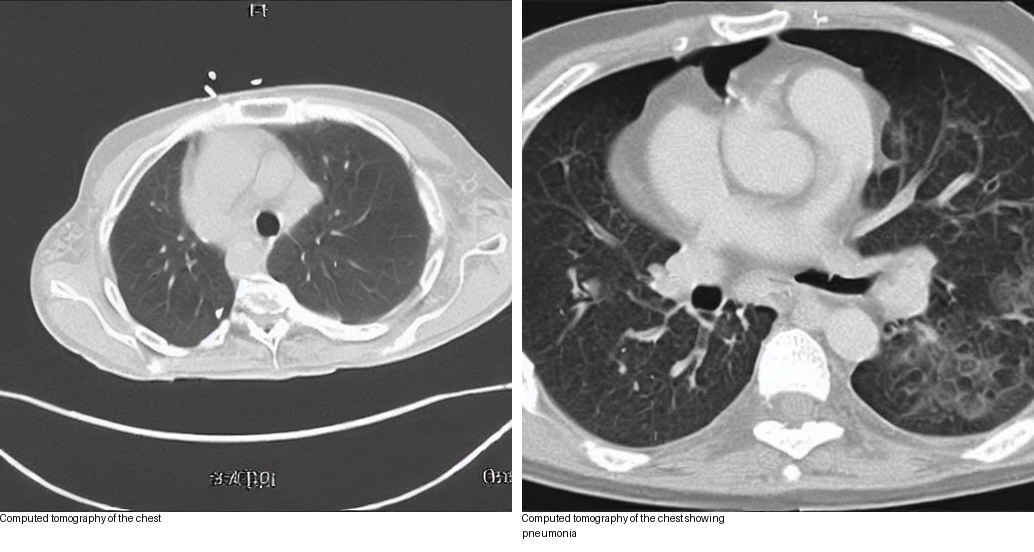 Computed tomography of the chest
Computed tomography of the chest showing
pneumonia